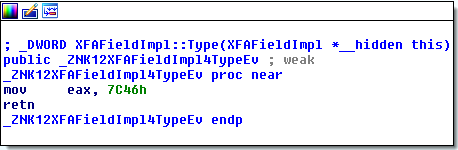 ; _DWORD XFAFieldImpl::Type(XFAFieldImpl *__hidden this)
public _ZNK12XFAFieldImpl4TypeEv ; weak
_ZNK12XFAFieldImpl4TypeEv proc near
mov     eax, 7C46h
retn
_ZNK12XFAFieldImpl4TypeEv endp